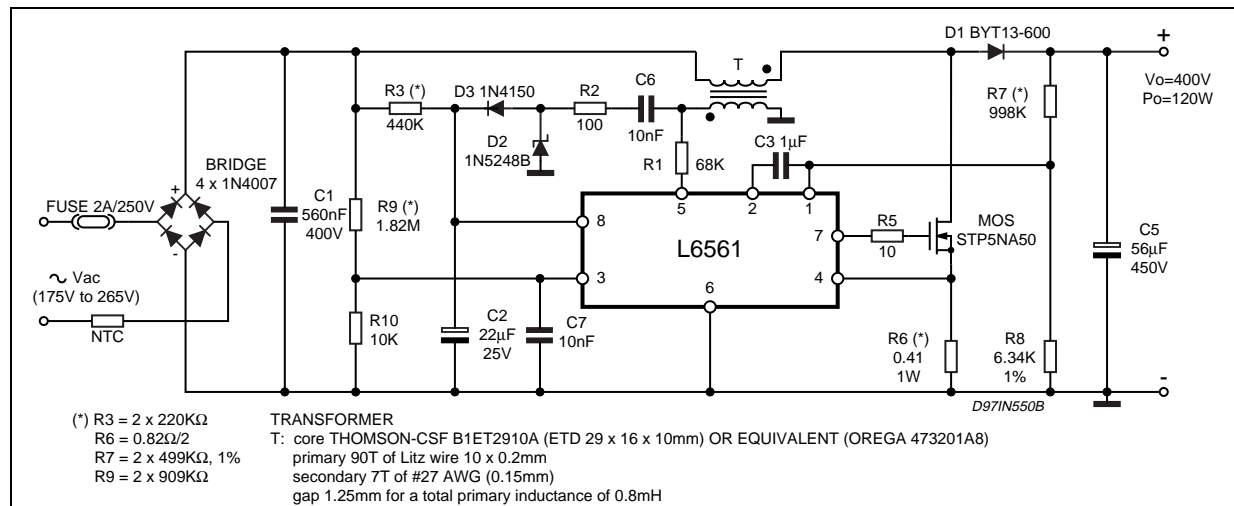 D1 BYT13-600
+
Vo=400V
Po=120W
T
C6
10nF
R3 (*)
440K
D3 1N4150
R2
100
D2
1N5248B
R7 (*)
998K
C3 1µF
R1
68K
BRIDGE
4 x 1N4007
+
-
FUSE 2A/250V
C1
560nF
400V
R9 (*)
1.82M
5
2
1
8
3
7
4
6
L6561
R5
10
MOS
STP5NA50
C5
56µF
450V
Vac
(175V to 265V)
NTC
R10
10K
C2
22µF
25V
C7
10nF
R6 (*)
0.41
1W
R8
6.34K
1%
-
D97IN550B
(*) R3 = 2 x 220KΩ
R6 = 0.82Ω/2
R7 = 2 x 499KΩ, 1%
R9 = 2 x 909KΩ
TRANSFORMER
T: core THOMSON-CSF B1ET2910A (ETD 29 x 16 x 10mm) OR EQUIVALENT (OREGA 473201A8)
primary 90T of Litz wire 10 x 0.2mm
secondary 7T of #27 AWG (0.15mm)
gap 1.25mm for a total primary inductance of 0.8mH